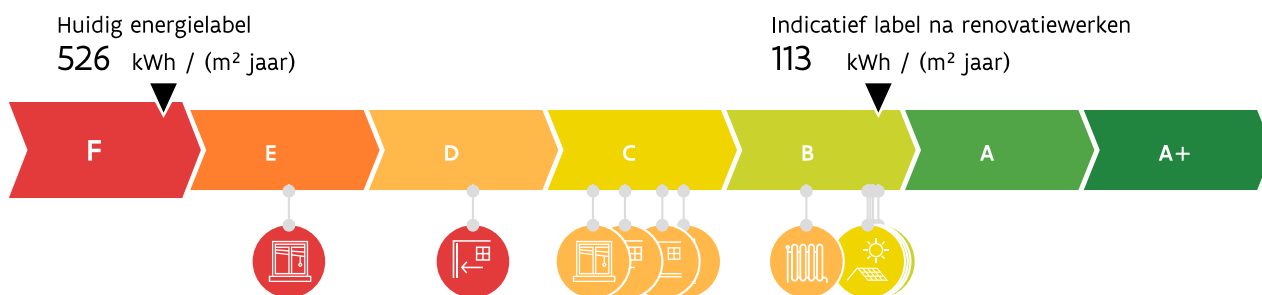 Huidig energielabel
526 kWh / (m² jaar)
Indicatief label na renovatiewerken
113 kWh / (m² jaar)
F E D C B A A+